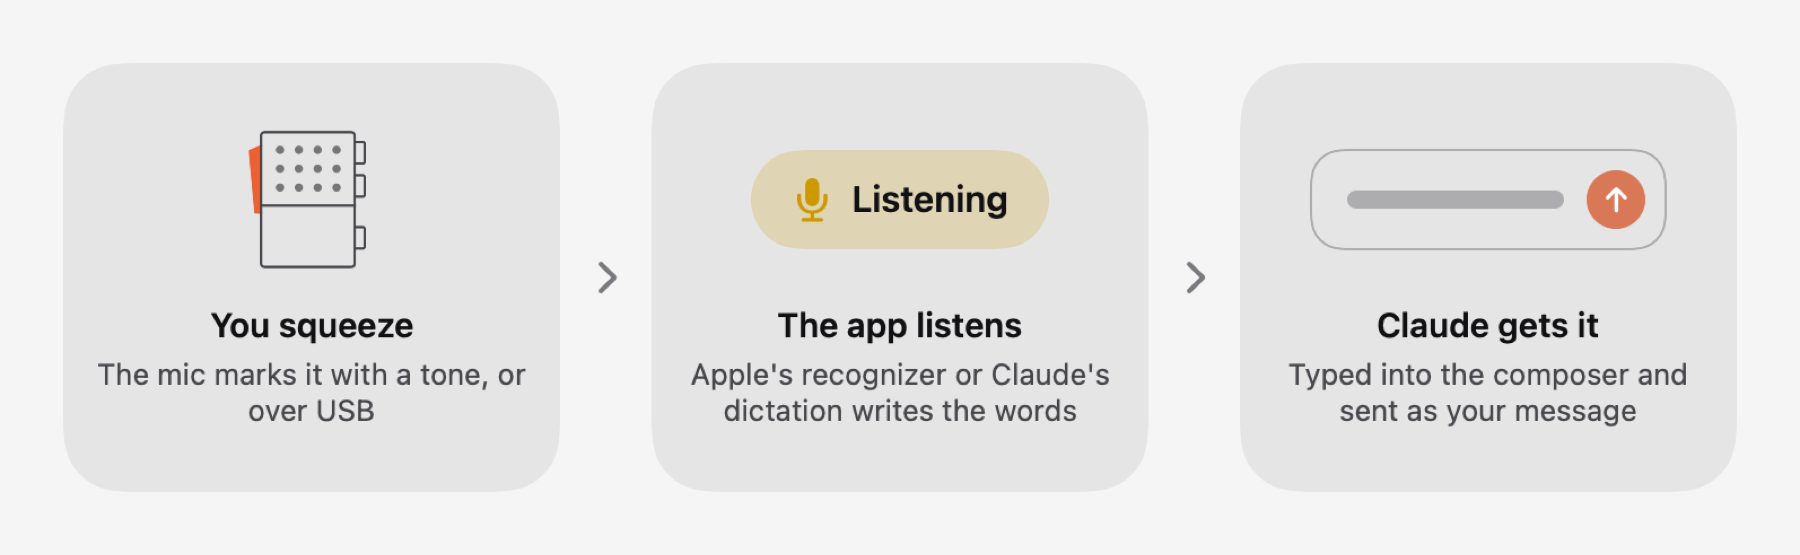 You squeeze
The mic marks it with a tone, or
over USB
Listening
The app listens
Apple's recognizer or Claude's
dictation writes the words
Claude gets it
Typed into the composer and
sent as your message